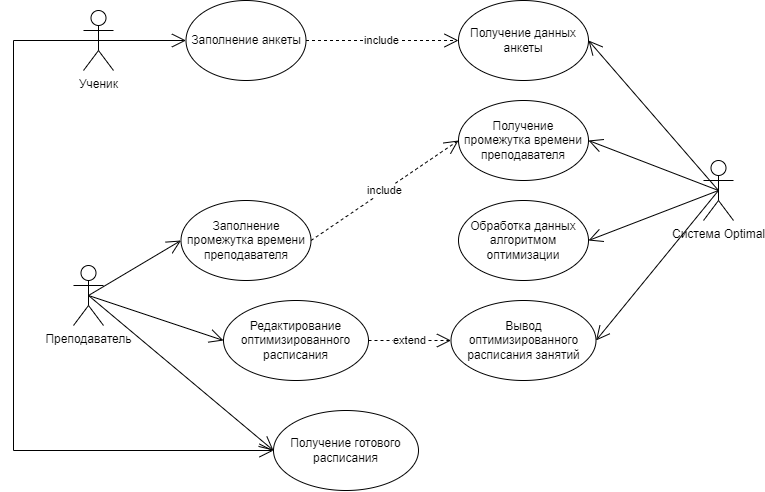 Заполнение анкеты
include
Получение данных
анкеты
Ученик
Получение
промежутка времени
преподавателя
include
Заполнение
промежутка времени
преподавателя
Обработка данных
алгоритмом
оптимизации
Система Optimal
Преподаватель
Редактирование
оптимизированного
расписания
extend
Вывод
оптимизированного
расписания занятий
Получение готового
расписания